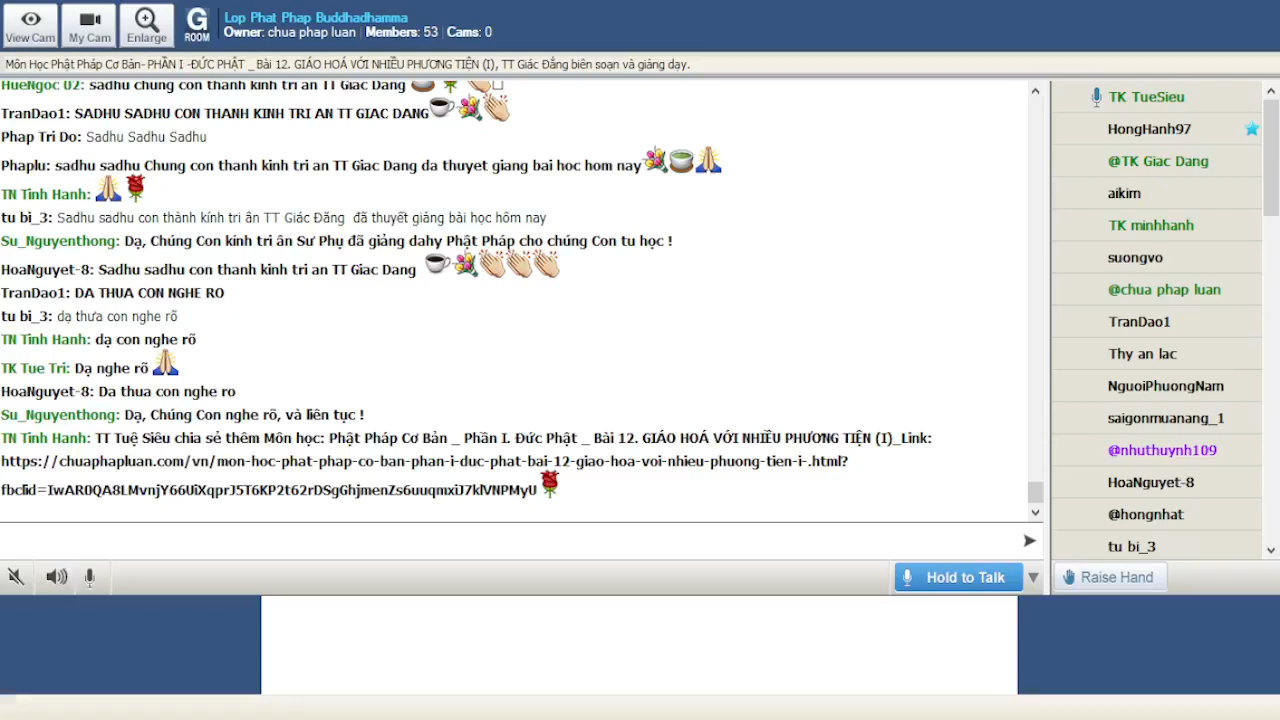 View Cam
My Cam
Enlarge
G
ROOM
Lop Phat Phap Buddhadhamma
Owner: chua phap luan | Members: 53 | Cams: 0
Môn Học Phật Pháp Cơ Bản- PHẦN I -ĐỨC PHẬT _ Bài 12. GIÁO HOÁ VỚI NHIỀU PHƯƠNG TIỆN (I), TT Giác Đẳng biên soạn và giảng dạy.
HueNgoc 02: sadhu chung con thanh kinh tri an TT Giac Dang
TranDao1: SADHU SADHU CON THANH KINH TRI AN TT GIAC DANG
Phap Tri Do: Sadhu Sadhu Sadhu
Phaplu: sadhu sadhu Chung con thanh kinh tri an TT Giac Dang da thuyet giang bai hoc hom nay
TN Tinh Hanh:
tu bi_3: Sadhu sadhu con thành kính tri ân TT Giác Đăng đã thuyết giảng bài học hôm nay
Su_Nguyenthong: Dạ, Chúng Con kính tri ân Sư Phụ đã giảng dahy Phật Pháp cho chúng Con tu học !
HoaNguyet-8: Sadhu sadhu con thanh kinh tri an TT Giac Dang
TranDao1: DA THUA CON NGHE RO
tu bi_3: dạ thưa con nghe rõ
TN Tinh Hanh: dạ con nghe rõ
TK Tue Tri: Dạ nghe rõ
HoaNguyet-8: Da thua con nghe ro
Su_Nguyenthong: Dạ, Chúng Con nghe rõ, và liên tục !
TN Tinh Hanh: TT Tuệ Siêu chia sẻ thêm Môn học: Phật Pháp Cơ Bản _ Phần I. Đức Phật _ Bài 12. GIÁO HOÁ VỚI NHIỀU PHƯƠNG TIỆN (I)_Link:
https://chuaphapluan.com/vn/mon-hoc-phat-phap-co-ban-phan-i-duc-phat-bai-12-giao-hoa-voi-nhieu-phuong-tien-i-.html?
fbclid=IwAR0QA8LMvnjY66UiXqprJ5T6KP2t62rDSgGhjmenZs6uuqmxiJ7klVNPMyU
TK TueSieu
HongHanh97
@TK Giac Dang
aikim
TK minhhanh
suongvo
@chua phap luan
TranDao1
Thy an lac
NguoiPhuongNam
saigonmuanang_1
@nhuthuynh109
HoaNguyet-8
@hongnhat
tu bi_3
Hold to Talk
Raise Hand